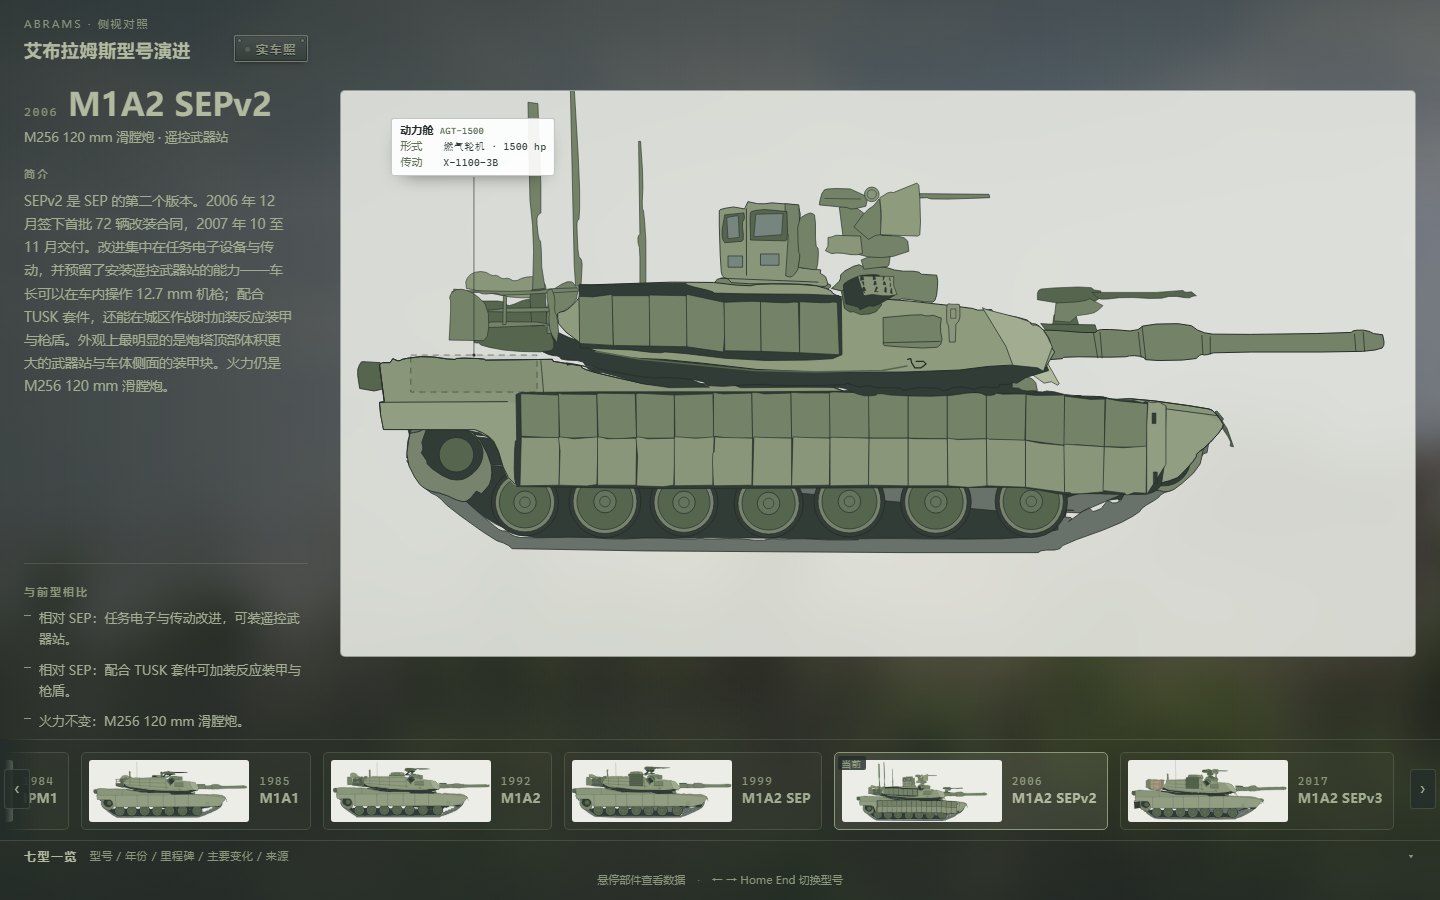 ABRAMS · 侧视对照
艾布拉姆斯型号演进
实车照
2006 M1A2 SEPv2
M256 120 mm 滑膛炮 · 遥控武器站
简介
SEPv2 是 SEP 的第二个版本。2006 年 12
月签下首批 72 辆改装合同，2007 年 10 至
11 月交付。改进集中在任务电子设备与传
动，并预留了安装遥控武器站的能力——车
长可以在车内操作 12.7 mm 机枪；配合
TUSK 套件，还能在城区作战时加装反应装甲
与枪盾。外观上最明显的是炮塔顶部体积更
大的武器站与车体侧面的装甲块。火力仍是
M256 120 mm 滑膛炮。
动力舱 AGT-1500
形式 燃气轮机 · 1500 hp
传动 X-1100-3B
与前型相比
– 相对 SEP：任务电子与传动改进，可装遥控武
器站。
– 相对 SEP：配合 TUSK 套件可加装反应装甲与
枪盾。
– 火力不变：M256 120 mm 滑膛炮。
‹
984
PM1
1985
M1A1
1992
M1A2
1999
M1A2 SEP
当前
2006
M1A2 SEPv2
2017
M1A2 SEPv3
›
七型一览 型号 / 年份 / 里程碑 / 主要变化 / 来源
悬停部件查看数据 · ←→ Home End 切换型号